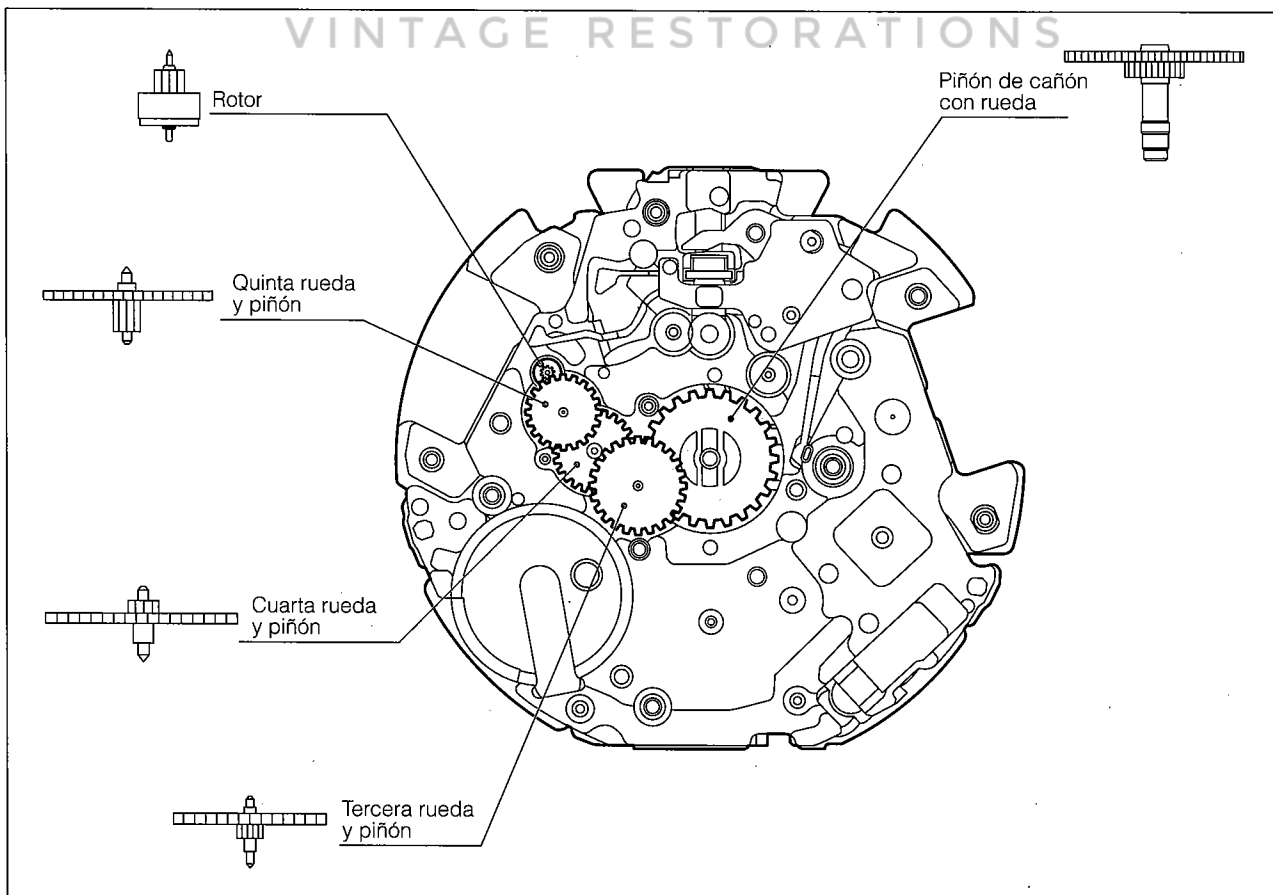 VINTAGE RESTORATIONS
Rotor
Piñón de cañón
con rueda
Quinta rueda
y piñón
Cuarta rueda
y piñón
Tercera rueda
y piñón